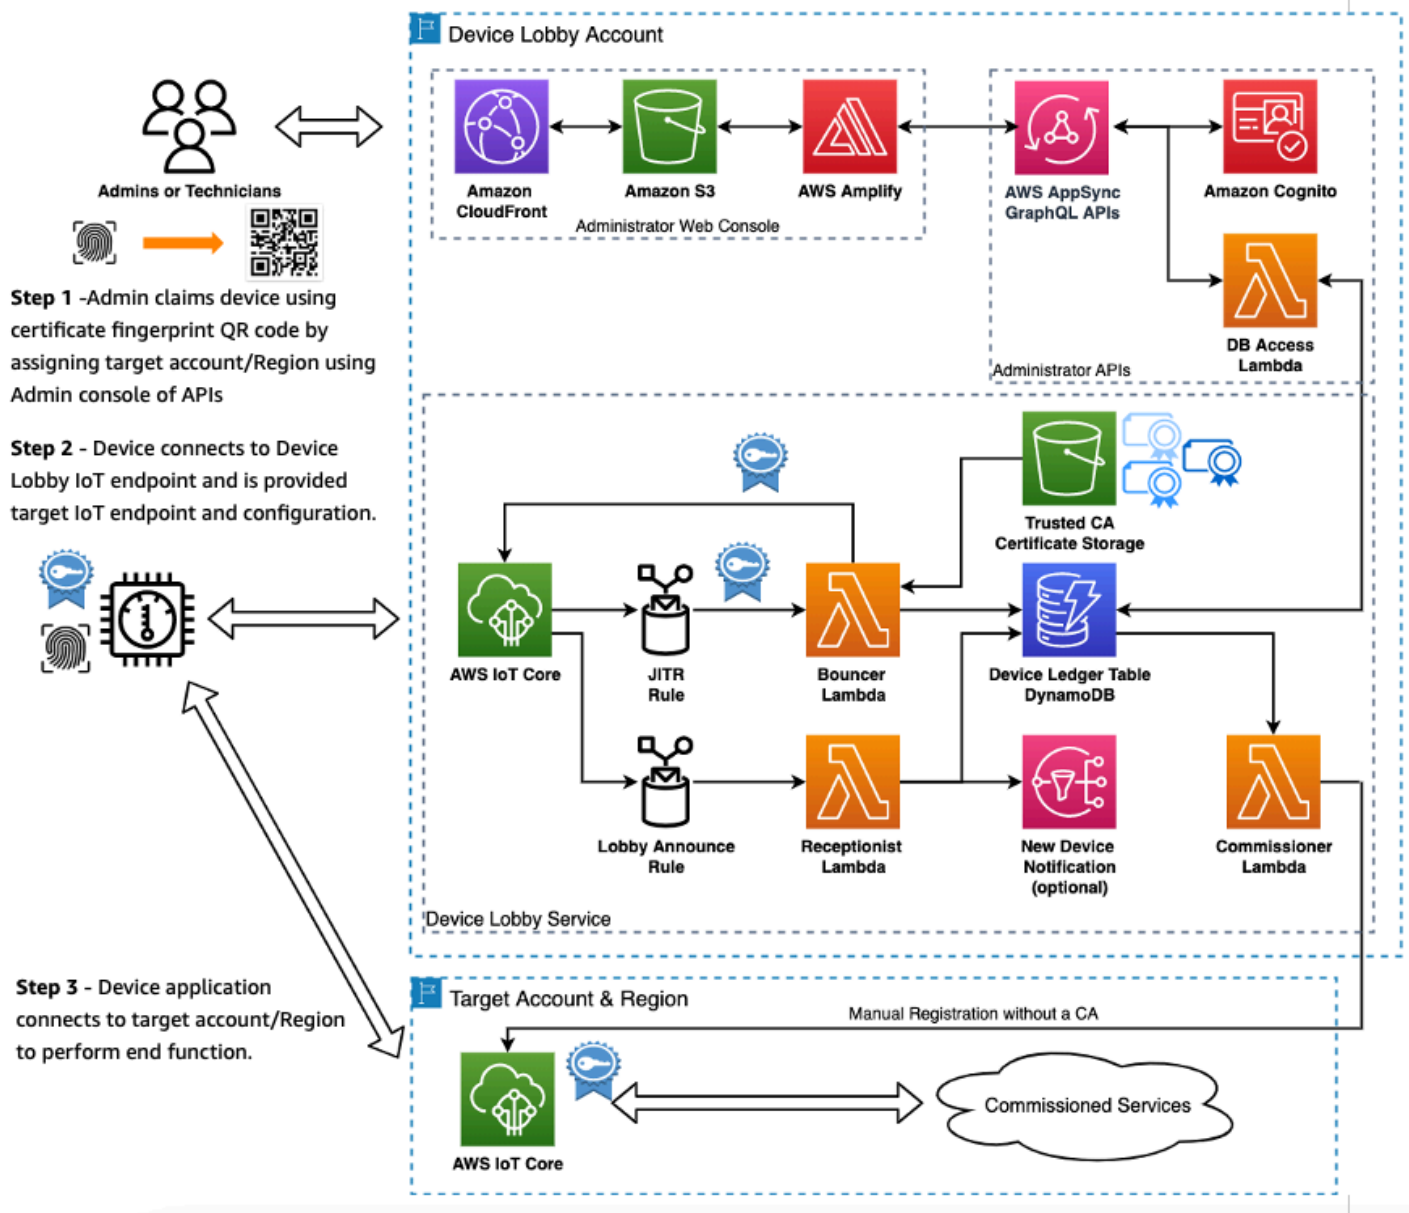 Device Lobby Account
Admins or Technicians
Amazon
CloudFront
Amazon S3
AWS Amplify
Administrator Web Console
AWS AppSync
GraphQL APIs
Amazon Cognito
DB Access
Lambda
Administrator APIs
Step 1 -Admin claims device using
certificate fingerprint QR code by
assigning target account/Region using
Admin console of APIs
Step 2 - Device connects to Device
Lobby IoT endpoint and is provided
target IoT endpoint and configuration.
Trusted CA
Certificate Storage
AWS IoT Core
JITR
Rule
Bouncer
Lambda
Device Ledger Table
DynamoDB
Lobby Announce
Rule
Receptionist
Lambda
New Device
Notification
(optional)
Commissioner
Lambda
Device Lobby Service
Step 3 - Device application
connects to target account/Region
to perform end function.
Target Account & Region
Manual Registration without a CA
AWS IoT Core
Commissioned Services